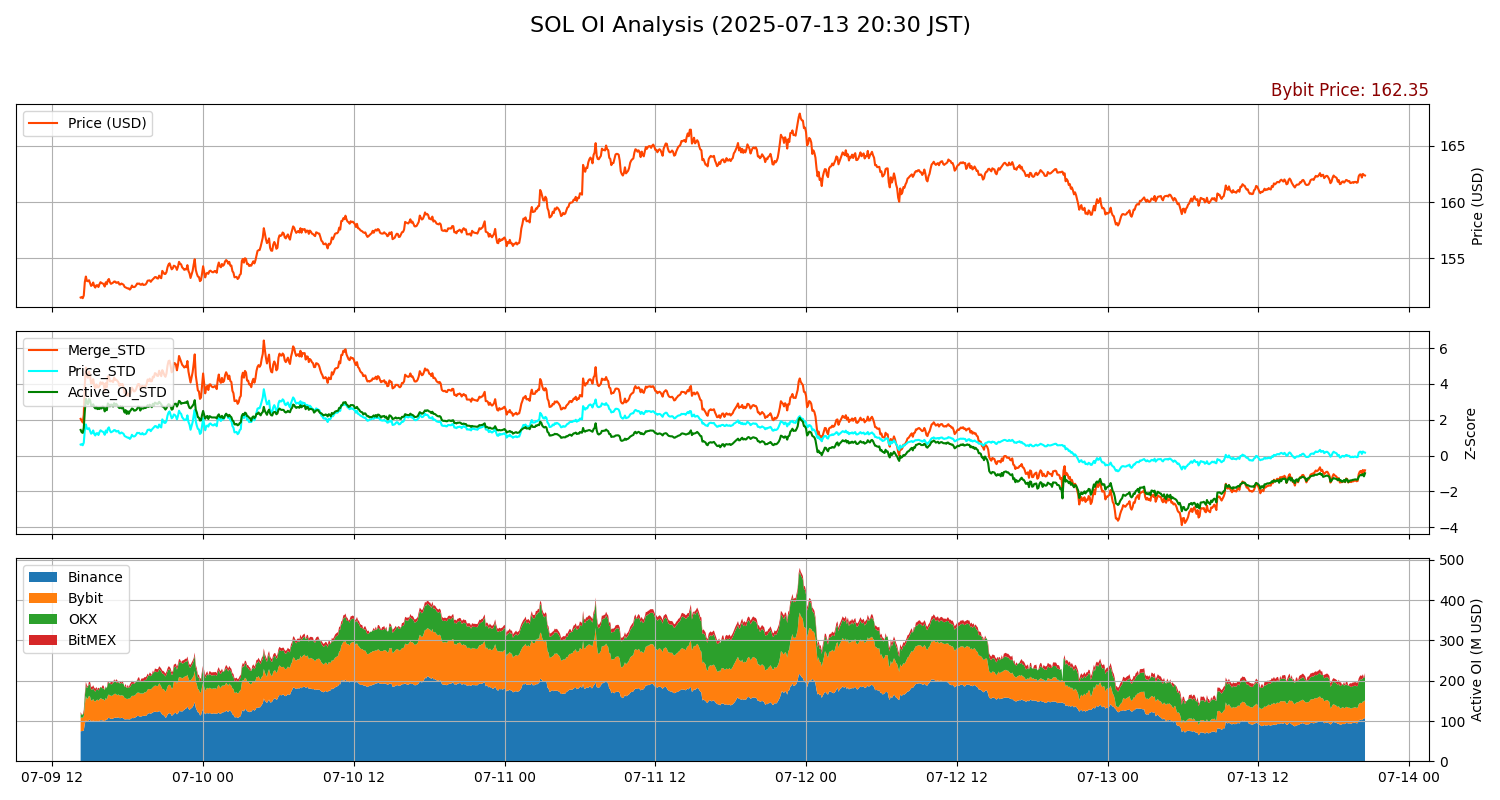 SOL OI Analysis (2025-07-13 20:30 JST)
Bybit Price: 162.35
Price (USD)
165
160
155
Price (USD)
Merge_STD
Price_STD
Active_OI_STD
6
4
2
0
−2
−4
Z-Score
Binance
Bybit
OKX
BitMEX
500
400
300
200
100
0
Active OI (M USD)
07-09 12
07-10 00
07-10 12
07-11 00
07-11 12
07-12 00
07-12 12
07-13 00
07-13 12
07-14 00